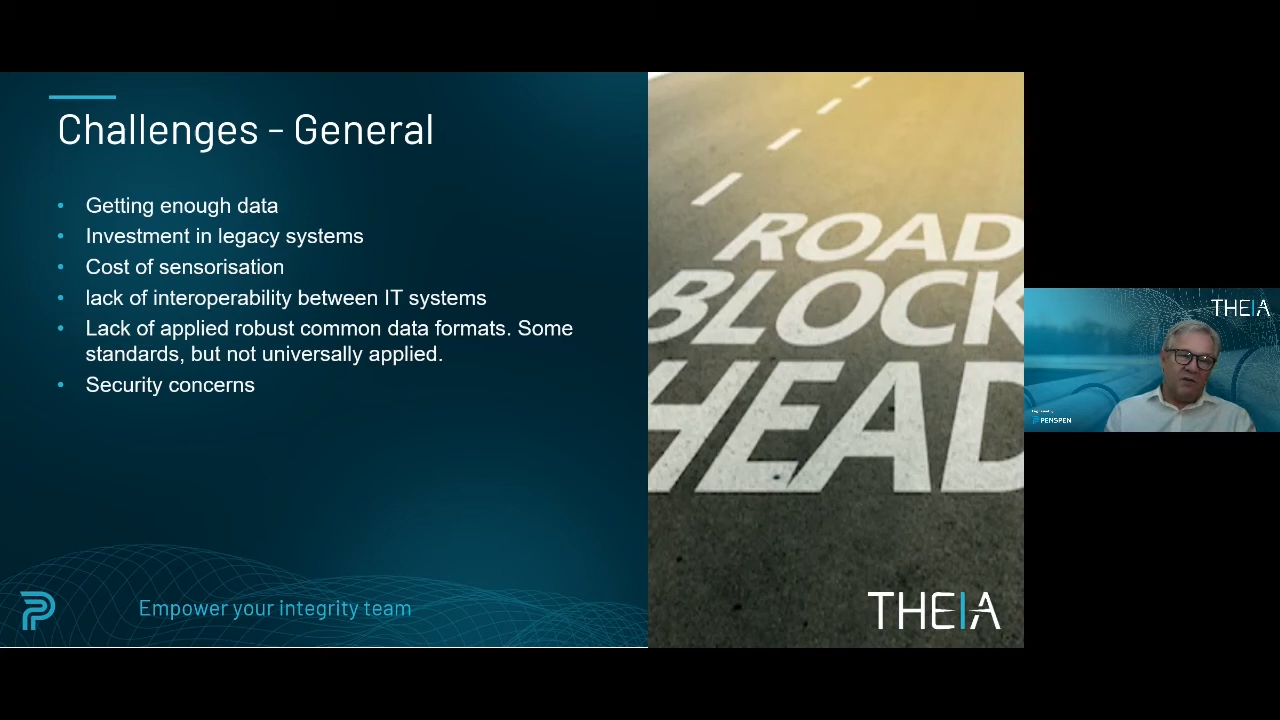 Challenges - General
• Getting enough data
• Investment in legacy systems
• Cost of sensorisation
• lack of interoperability between IT systems
• Lack of applied robust common data formats. Some
standards, but not universally applied.
• Security concerns
Empower your integrity team
ROAD
BLOCK
HEAD
THEIA
THEIA
PENSPEN